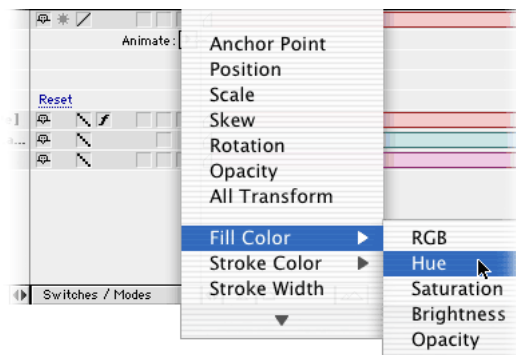 Animate:
Reset
e]
a...
Switches / Modes
Anchor Point
Position
Scale
Skew
Rotation
Opacity
All Transform
Fill Color
Stroke Color
Stroke Width
RGB
Hue
Saturation
Brightness
Opacity